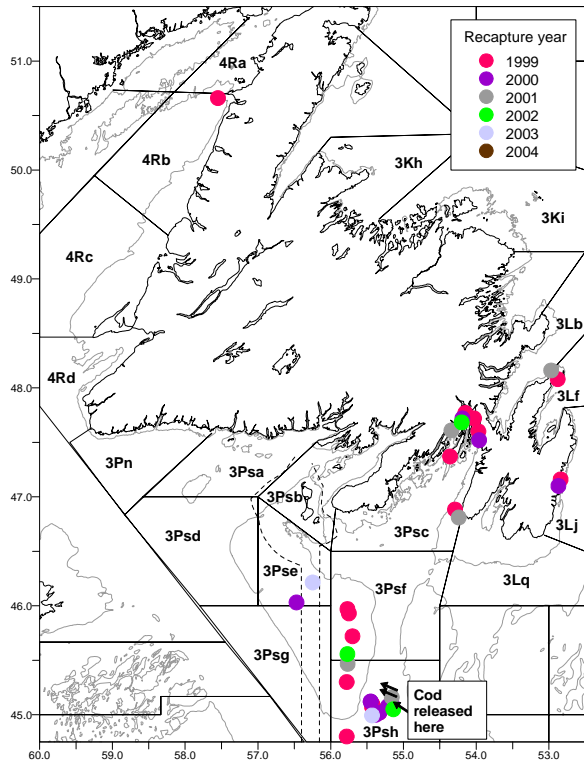 Recapture year
1999
2000
2001
2002
2003
2004
51.0
50.0
49.0
48.0
47.0
46.0
45.0
4Ra
4Rb
3Kh
3Ki
4Rc
3Lb
4Rd
3Lf
3Pn
3Psa
3Psb
3Psc
3Lj
3Psd
3Pse
3Psf
3Lq
3Psg
3Psh
Cod
released
here
60.0
59.0
58.0
57.0
56.0
55.0
54.0
53.0